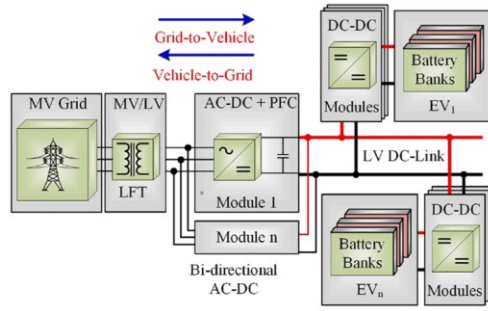 Grid-to-Vehicle
Vehicle-to-Grid
MV Grid
MV/LV
LFT
AC-DC + PFC
Module 1
Module n
Bi-directional
AC-DC
DC-DC
Modules
Battery
Banks
EV1
LV DC-Link
Battery
Banks
EVn
DC-DC
Modules